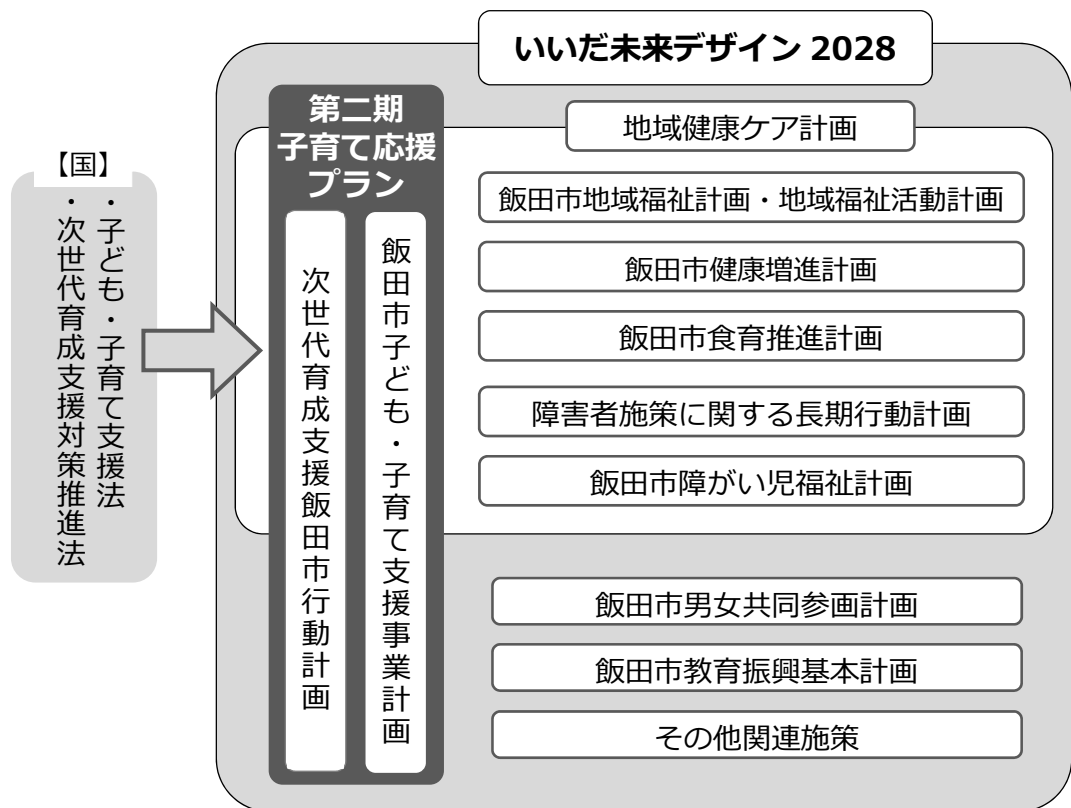 いいだ未来デザイン 2028
【国】
・子ども・子育て支援法
・次世代育成支援対策推進法
第二期
子育て応援
プラン
飯田市子ども・子育て支援事業計画
次世代育成支援飯田市行動計画
地域健康ケア計画
飯田市地域福祉計画・地域福祉活動計画
飯田市健康増進計画
飯田市食育推進計画
障害者施策に関する長期行動計画
飯田市障がい児福祉計画
飯田市男女共同参画計画
飯田市教育振興基本計画
その他関連施策